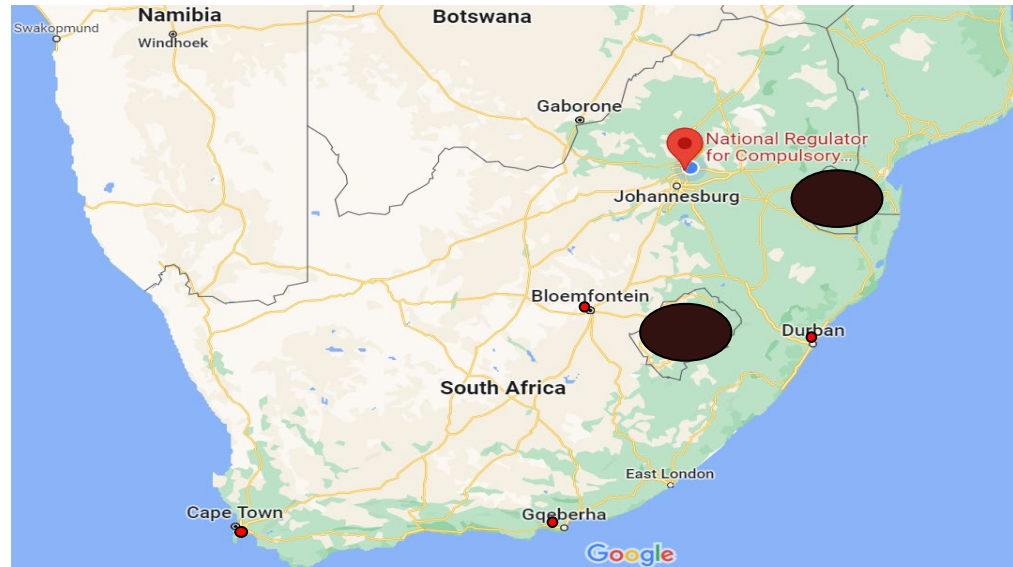 Namibia
Botswana
Swakopmund
Windhoek
Gaborone
National Regulator
for Compulsory...
Johannesburg
Bloemfontein
Durban
South Africa
East London
Cape Town
Gqeberha
Google